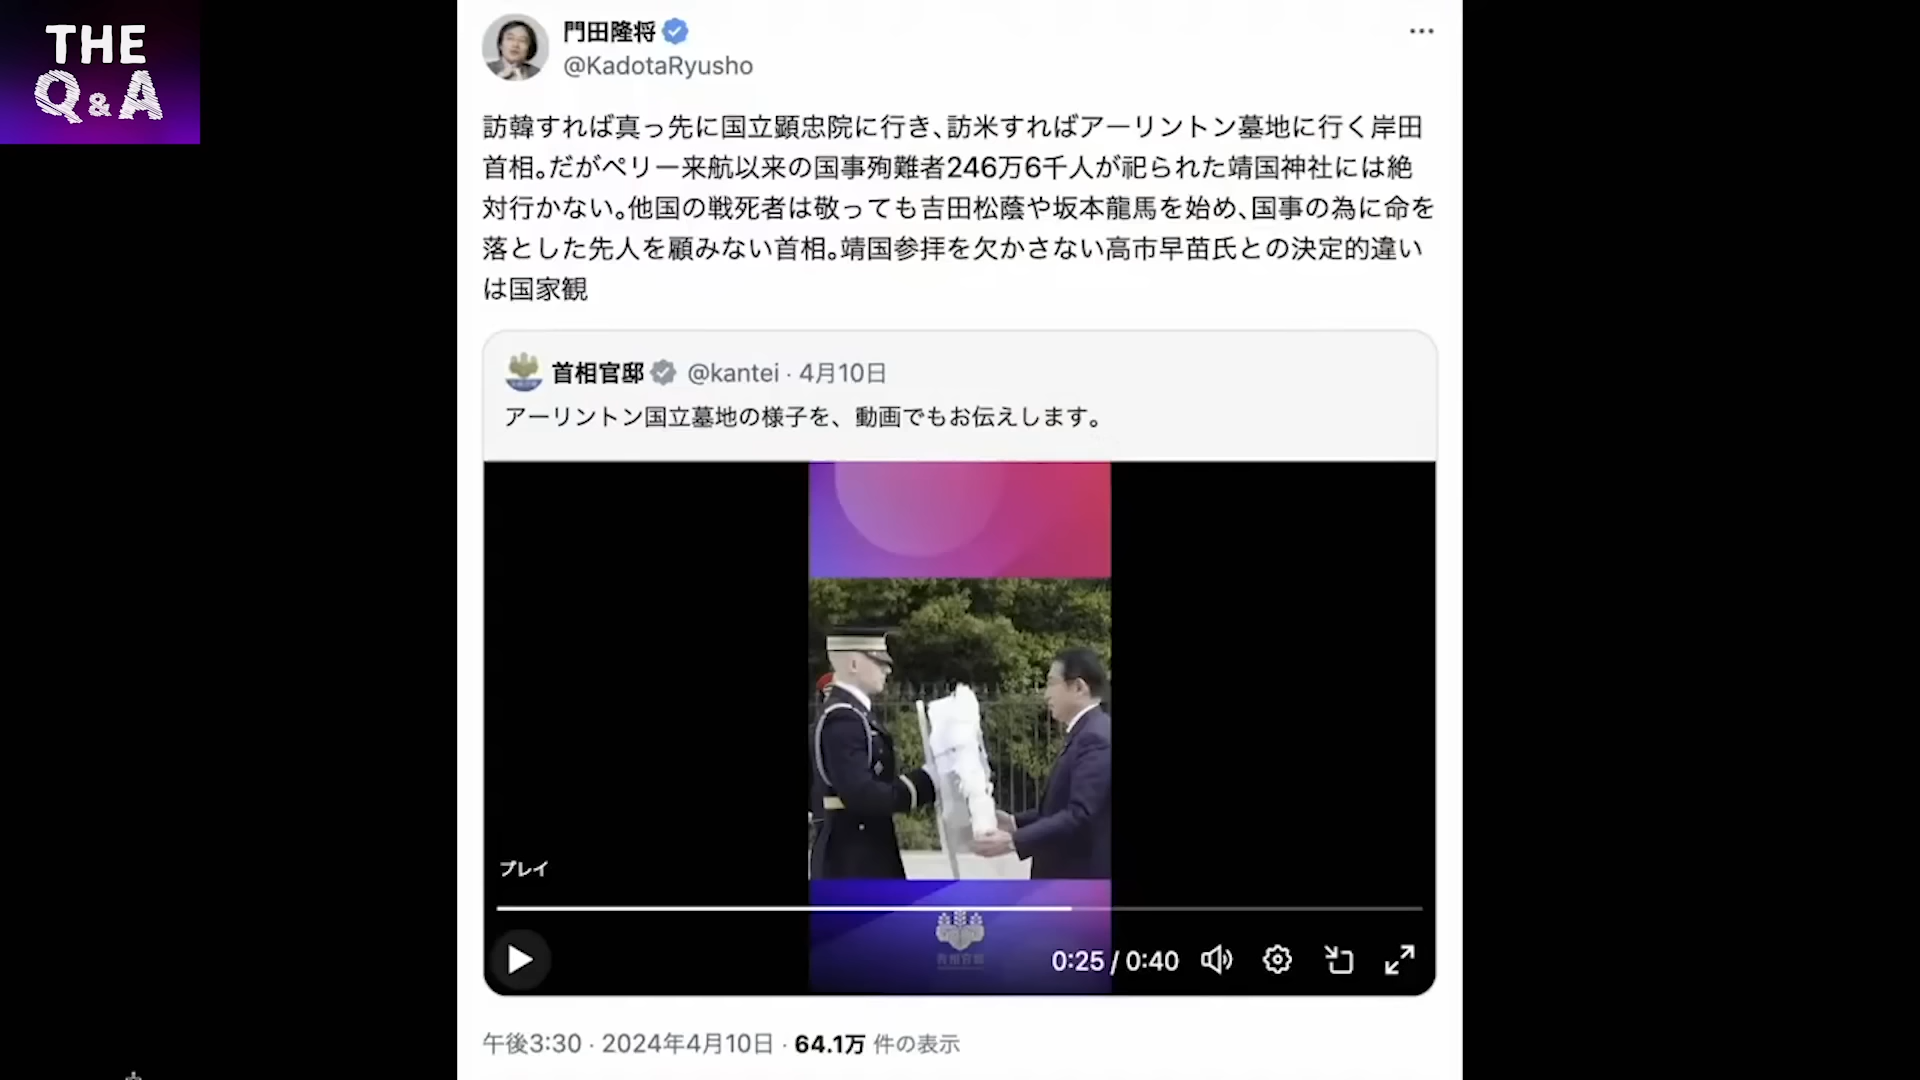 THE
Q&A
門田隆将
@KadotaRyusho
訪韓すれば真っ先に国立顕忠院に行き、訪米すればアーリントン墓地に行く岸田
首相。だがペリー来航以来の国事殉難者246万6千人が祀られた靖国神社には絶
対行かない。他国の戦死者は敬っても吉田松蔭や坂本龍馬を始め、国事の為に命を
落とした先人を顧みない首相。靖国参拝を欠かさない高市早苗氏との決定的違い
は国家観
首相官邸 @kantei · 4月10日
アーリントン国立墓地の様子を、動画でもお伝えします。
プレイ
首相官邸
0:25 / 0:40
午後3:30 · 2024年4月10日 · 64.1万 件の表示